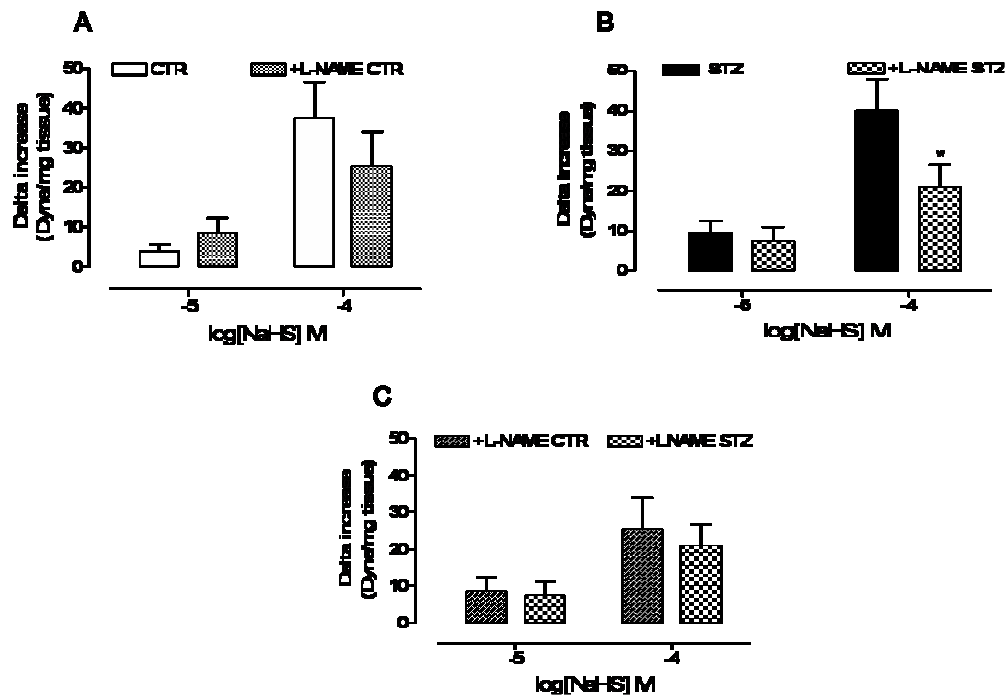 A
CTR +L-NAME CTR
Delta increase
(Dyne/mg tissue)
50
40
30
20
10
0
-5 -4
log[NaHS] M
B
STZ +L-NAME STZ
Delta increase
(Dyne/mg tissue)
50
40
30
20
10
0
*
-5 -4
log[NaHS] M
C
+L-NAME CTR +LNAME STZ
Delta increase
(Dyne/mg tissue)
50
40
30
20
10
0
-5 -4
log[NaHS] M